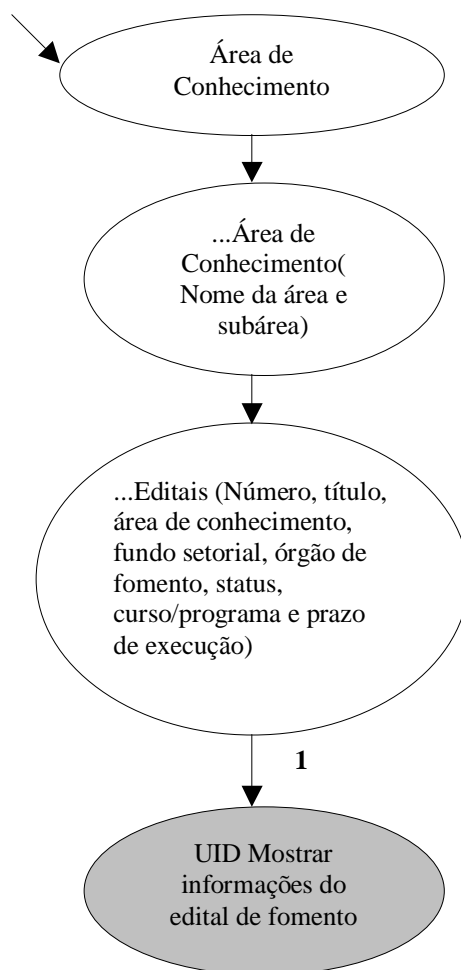 Área de
Conhecimento
...Área de
Conhecimento(
Nome da área e
subárea)
...Editais (Número, título,
área de conhecimento,
fundo setorial, órgão de
fomento, status,
curso/programa e prazo
de execução)
1
UID Mostrar
informações do
edital de fomento